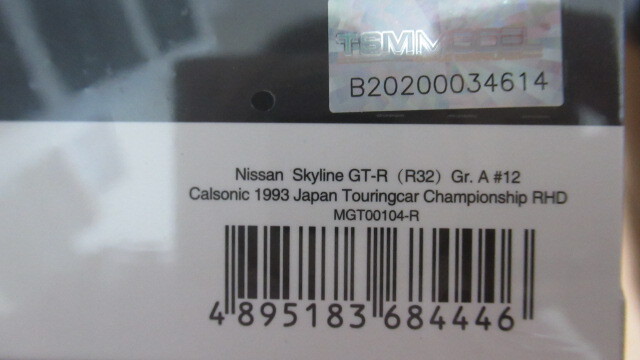 B20200034614
Nissan Skyline GT-R (R32) Gr. A #12
Calsonic 1993 Japan Touringcar Championship RHD
MGT00104-R
4 895183 684446